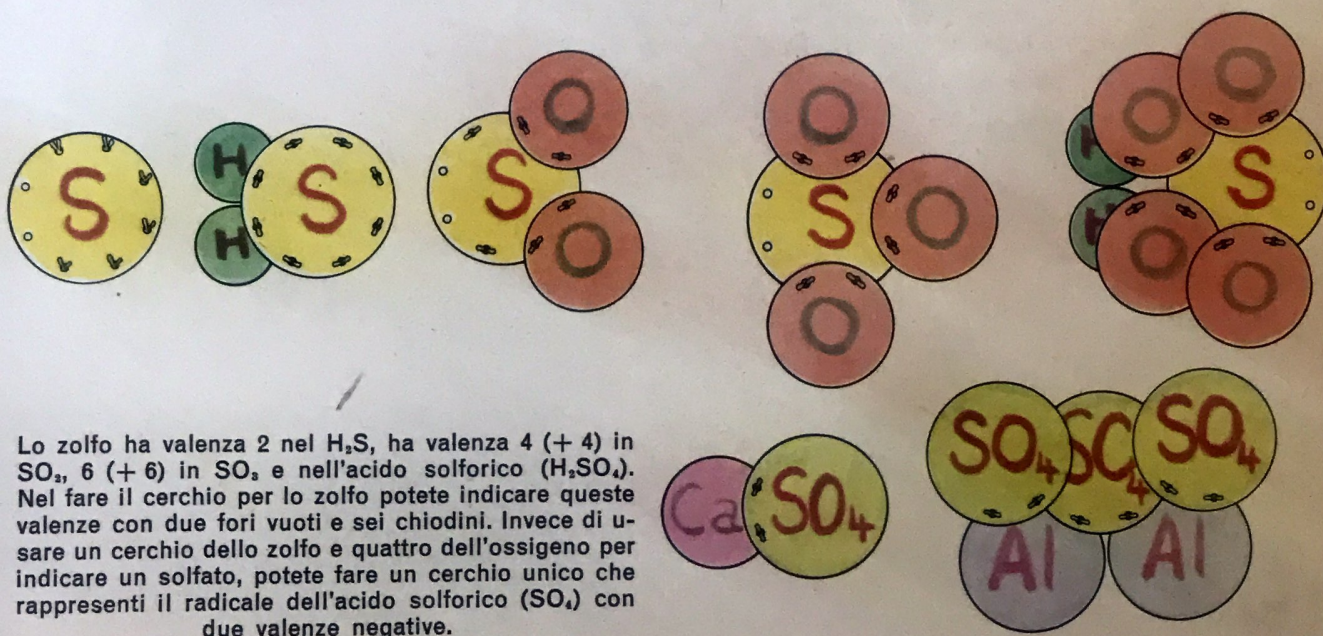 S
H
H
S
S
O
O
O
S
O
O
H
H
O
O
S
O
O
Lo zolfo ha valenza 2 nel H₂S, ha valenza 4 (+ 4) in
SO₂, 6 (+ 6) in SO₃ e nell'acido solforico (H₂SO₄).
Nel fare il cerchio per lo zolfo potete indicare queste
valenze con due fori vuoti e sei chiodini. Invece di u-
sare un cerchio dello zolfo e quattro dell'ossigeno per
indicare un solfato, potete fare un cerchio unico che
rappresenti il radicale dell'acido solforico (SO₄) con
due valenze negative.
Ca
SO₄
SO₄
SO₄
SO₄
Al
Al